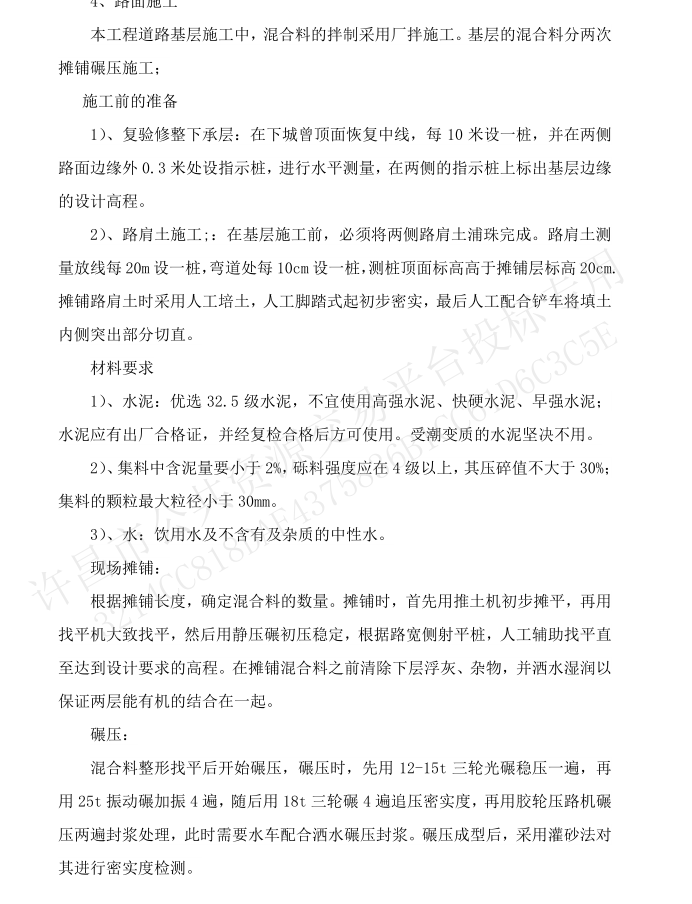 4、路面施工
本工程道路基层施工中，混合料的拌制采用厂拌施工。基层的混合料分两次
摊铺碾压施工；
施工前的准备
1)、复验修整下承层：在下城曾顶面恢复中线，每 10 米设一桩，并在两侧
路面边缘外 0.3 米处设指示桩，进行水平测量，在两侧的指示桩上标出基层边缘
的设计高程。
2)、路肩土施工;：在基层施工前，必须将两侧路肩土浦珠完成。路肩土测
量放线每 20m 设一桩,弯道处每 10cm 设一桩,测桩顶面标高高于摊铺层标高 20cm.
摊铺路肩土时采用人工培土，人工脚踏式起初步密实，最后人工配合铲车将填土
内侧突出部分切直。
材料要求
1)、水泥：优选 32.5 级水泥，不宜使用高强水泥、快硬水泥、早强水泥；
水泥应有出厂合格证，并经复检合格后方可使用。受潮变质的水泥坚决不用。
2)、集料中含泥量要小于 2%,砾料强度应在 4 级以上,其压碎值不大于 30%;
集料的颗粒最大粒径小于 30mm。
3)、水：饮用水及不含有及杂质的中性水。
现场摊铺：
根据摊铺长度，确定混合料的数量。摊铺时，首先用推土机初步摊平，再用
找平机大致找平，然后用静压碾初压稳定，根据路宽侧射平桩，人工辅助找平直
至达到设计要求的高程。在摊铺混合料之前清除下层浮灰、杂物，并洒水湿润以
保证两层能有机的结合在一起。
碾压：
混合料整形找平后开始碾压，碾压时，先用 12-15t 三轮光碾稳压一遍，再
用 25t 振动碾加振 4 遍，随后用 18t 三轮碾 4 遍追压密实度，再用胶轮压路机碾
压两遍封浆处理，此时需要水车配合洒水碾压封浆。碾压成型后，采用灌砂法对
其进行密实度检测。
许昌市公共资源交易平台投标专用